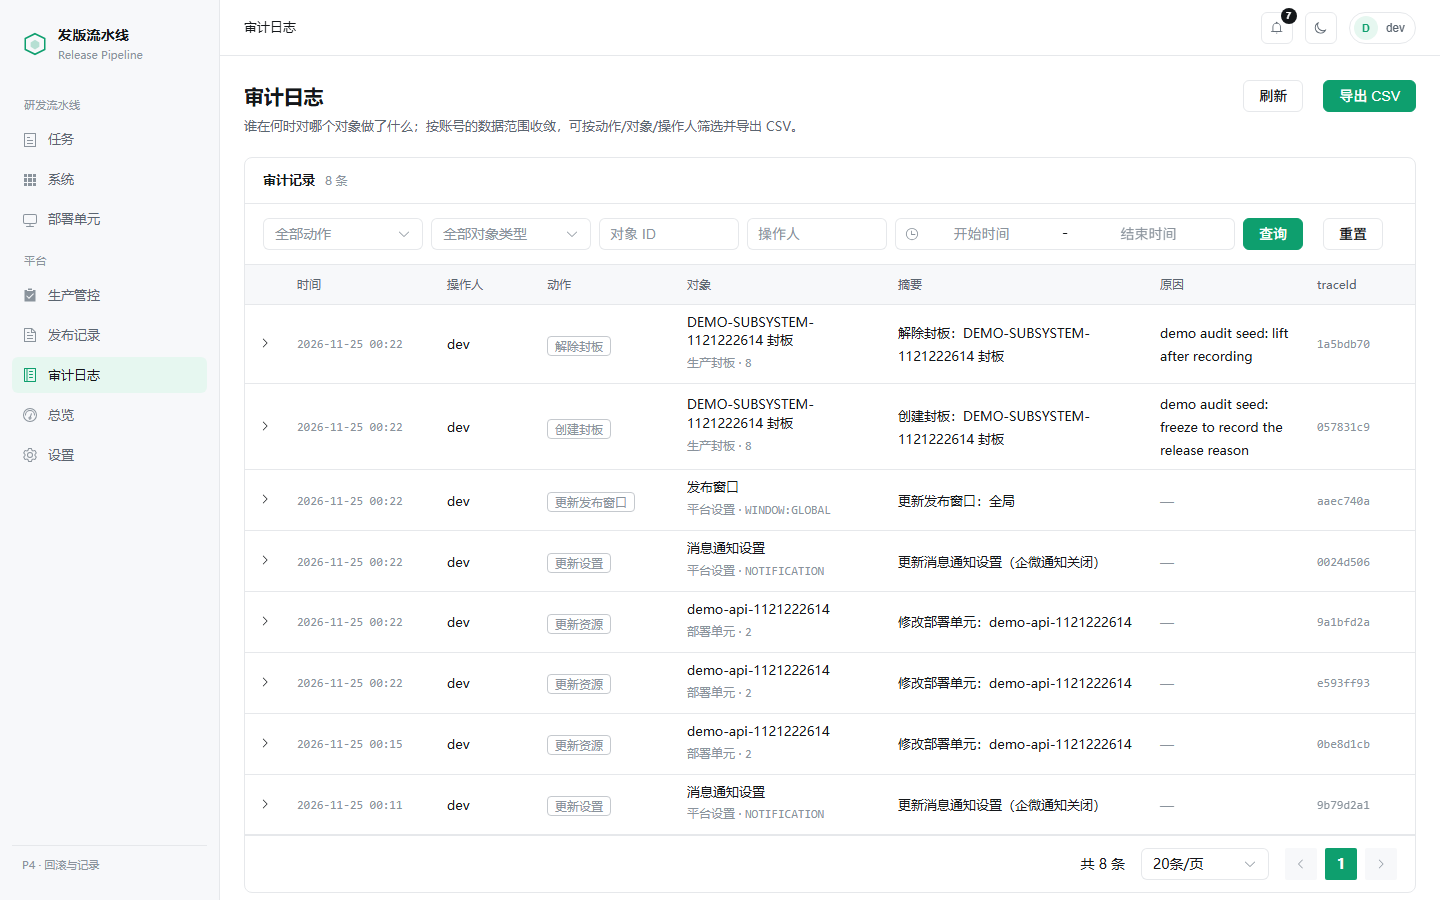 发版流水线
Release Pipeline
研发流水线
任务
系统
部署单元
平台
生产管控
发布记录
审计日志
总览
设置
P4 · 回滚与记录
审计日志
7
D
dev
审计日志
谁在何时对哪个对象做了什么；按账号的数据范围收敛，可按动作/对象/操作人筛选并导出 CSV。
刷新
导出 CSV
审计记录 8 条
全部动作
全部对象类型
对象 ID
操作人
开始时间 - 结束时间
查询
重置
时间 操作人 动作 对象 摘要 原因 traceId
2026-11-25 00:22 dev 解除封板
DEMO-SUBSYSTEM-
1121222614 封板
生产封板 · 8
解除封板：DEMO-SUBSYSTEM-
1121222614 封板
demo audit seed: lift
after recording
1a5bdb70
2026-11-25 00:22 dev 创建封板
DEMO-SUBSYSTEM-
1121222614 封板
生产封板 · 8
创建封板：DEMO-SUBSYSTEM-
1121222614 封板
demo audit seed:
freeze to record the
release reason
057831c9
2026-11-25 00:22 dev 更新发布窗口
发布窗口
平台设置 · WINDOW:GLOBAL
更新发布窗口：全局
—
aaec740a
2026-11-25 00:22 dev 更新设置
消息通知设置
平台设置 · NOTIFICATION
更新消息通知设置（企微通知关闭）
—
0024d506
2026-11-25 00:22 dev 更新资源
demo-api-1121222614
部署单元 · 2
修改部署单元：demo-api-1121222614
—
9a1bfd2a
2026-11-25 00:22 dev 更新资源
demo-api-1121222614
部署单元 · 2
修改部署单元：demo-api-1121222614
—
e593ff93
2026-11-25 00:15 dev 更新资源
demo-api-1121222614
部署单元 · 2
修改部署单元：demo-api-1121222614
—
0be8d1cb
2026-11-25 00:11 dev 更新设置
消息通知设置
平台设置 · NOTIFICATION
更新消息通知设置（企微通知关闭）
—
9b79d2a1
共 8 条
20条/页
1